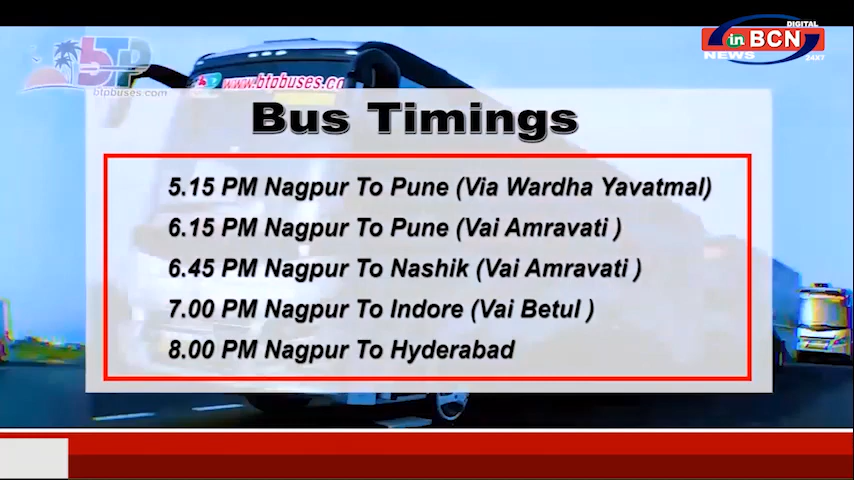 DIGITAL
in BCN
NEWS 24X7
btp
btpbuses.com
www.btpbuses.co
Bus Timings
5.15 PM Nagpur To Pune (Via Wardha Yavatmal)
6.15 PM Nagpur To Pune (Vai Amravati )
6.45 PM Nagpur To Nashik (Vai Amravati )
7.00 PM Nagpur To Indore (Vai Betul )
8.00 PM Nagpur To Hyderabad